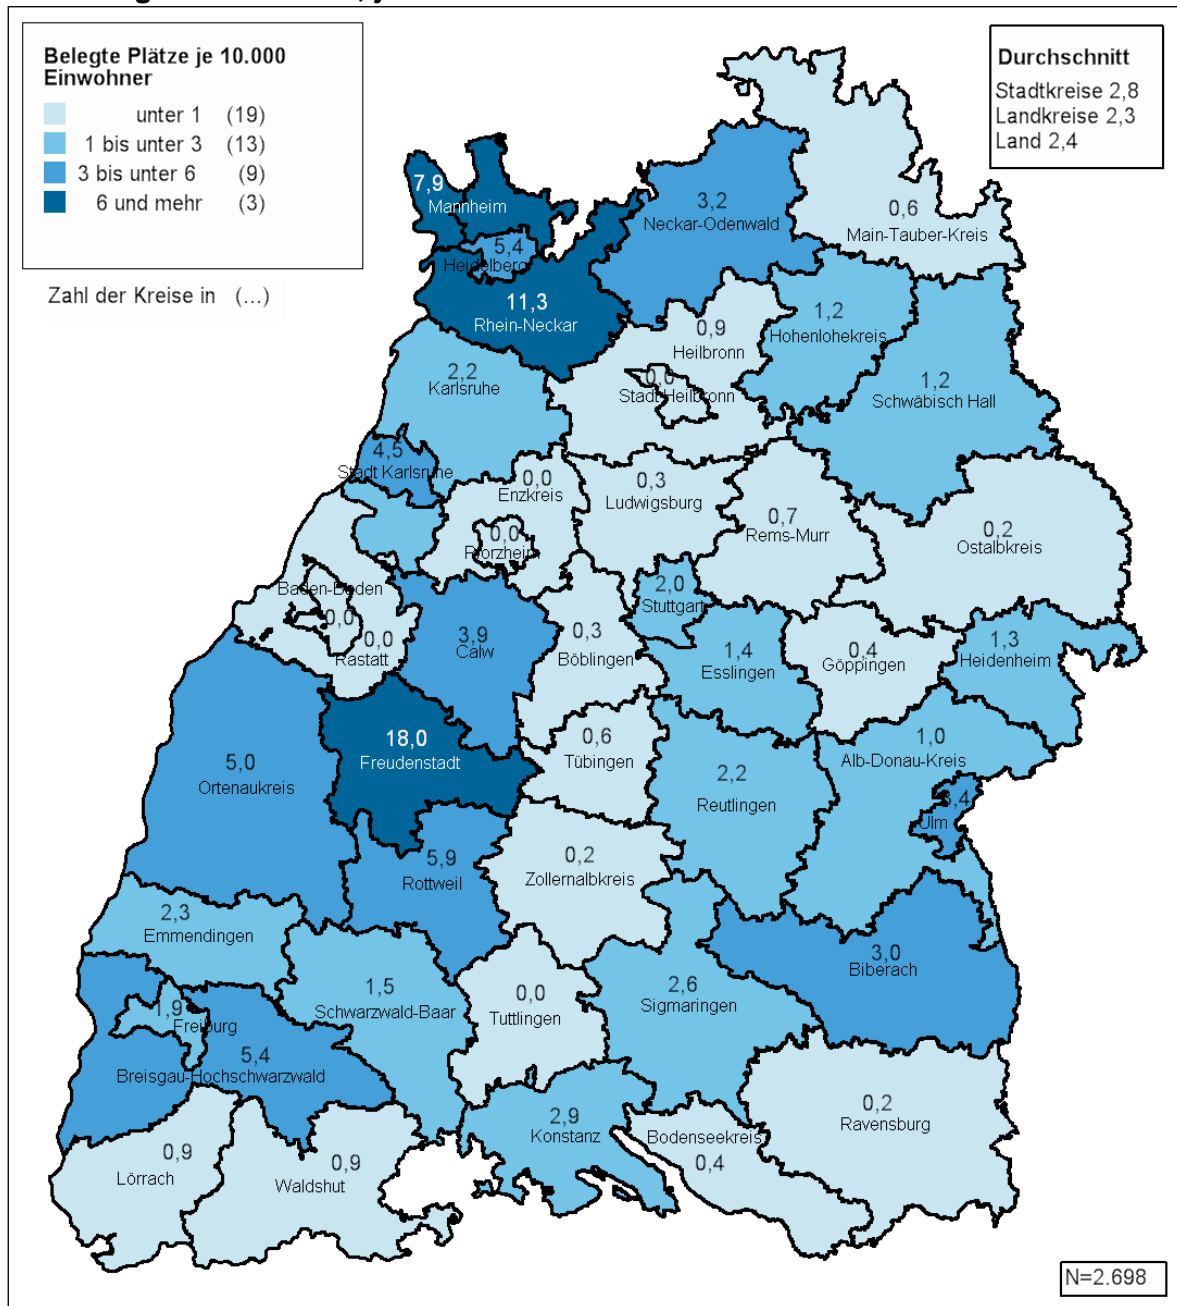 Belegte Plätze je 10.000
Einwohner
unter 1 (19)
1 bis unter 3 (13)
3 bis unter 6 (9)
6 und mehr (3)
Zahl der Kreise in (...)
Durchschnitt
Stadtkreise 2,8
Landkreise 2,3
Land 2,4
7,9
Mannheim
5,4
Heidelberg
11,3
Rhein-Neckar
3,2
Neckar-Odenwald
0,6
Main-Tauber-Kreis
0,9
Heilbronn
0,0
Stadt Heilbronn
1,2
Hohenlohekreis
1,2
Schwäbisch Hall
2,2
Karlsruhe
4,5
Stadt Karlsruhe
0,0
Enzkreis
0,0
Pforzheim
0,3
Ludwigsburg
0,7
Rems-Murr
0,2
Ostalbkreis
Baden-Baden
0,0
0,0
Rastatt
3,9
Calw
0,3
Böblingen
2,0
Stuttgart
1,4
Esslingen
0,4
Göppingen
1,3
Heidenheim
5,0
Ortenaukreis
18,0
Freudenstadt
0,6
Tübingen
2,2
Reutlingen
1,0
Alb-Donau-Kreis
3,4
Ulm
5,9
Rottweil
0,2
Zollernalbkreis
2,3
Emmendingen
1,5
Schwarzwald-Baar
0,0
Tuttlingen
2,6
Sigmaringen
3,0
Biberach
1,9
Freiburg
5,4
Breisgau-Hochschwarzwald
0,9
Lörrach
0,9
Waldshut
2,9
Konstanz
Bodenseekreis
0,4
0,2
Ravensburg
N=2.698